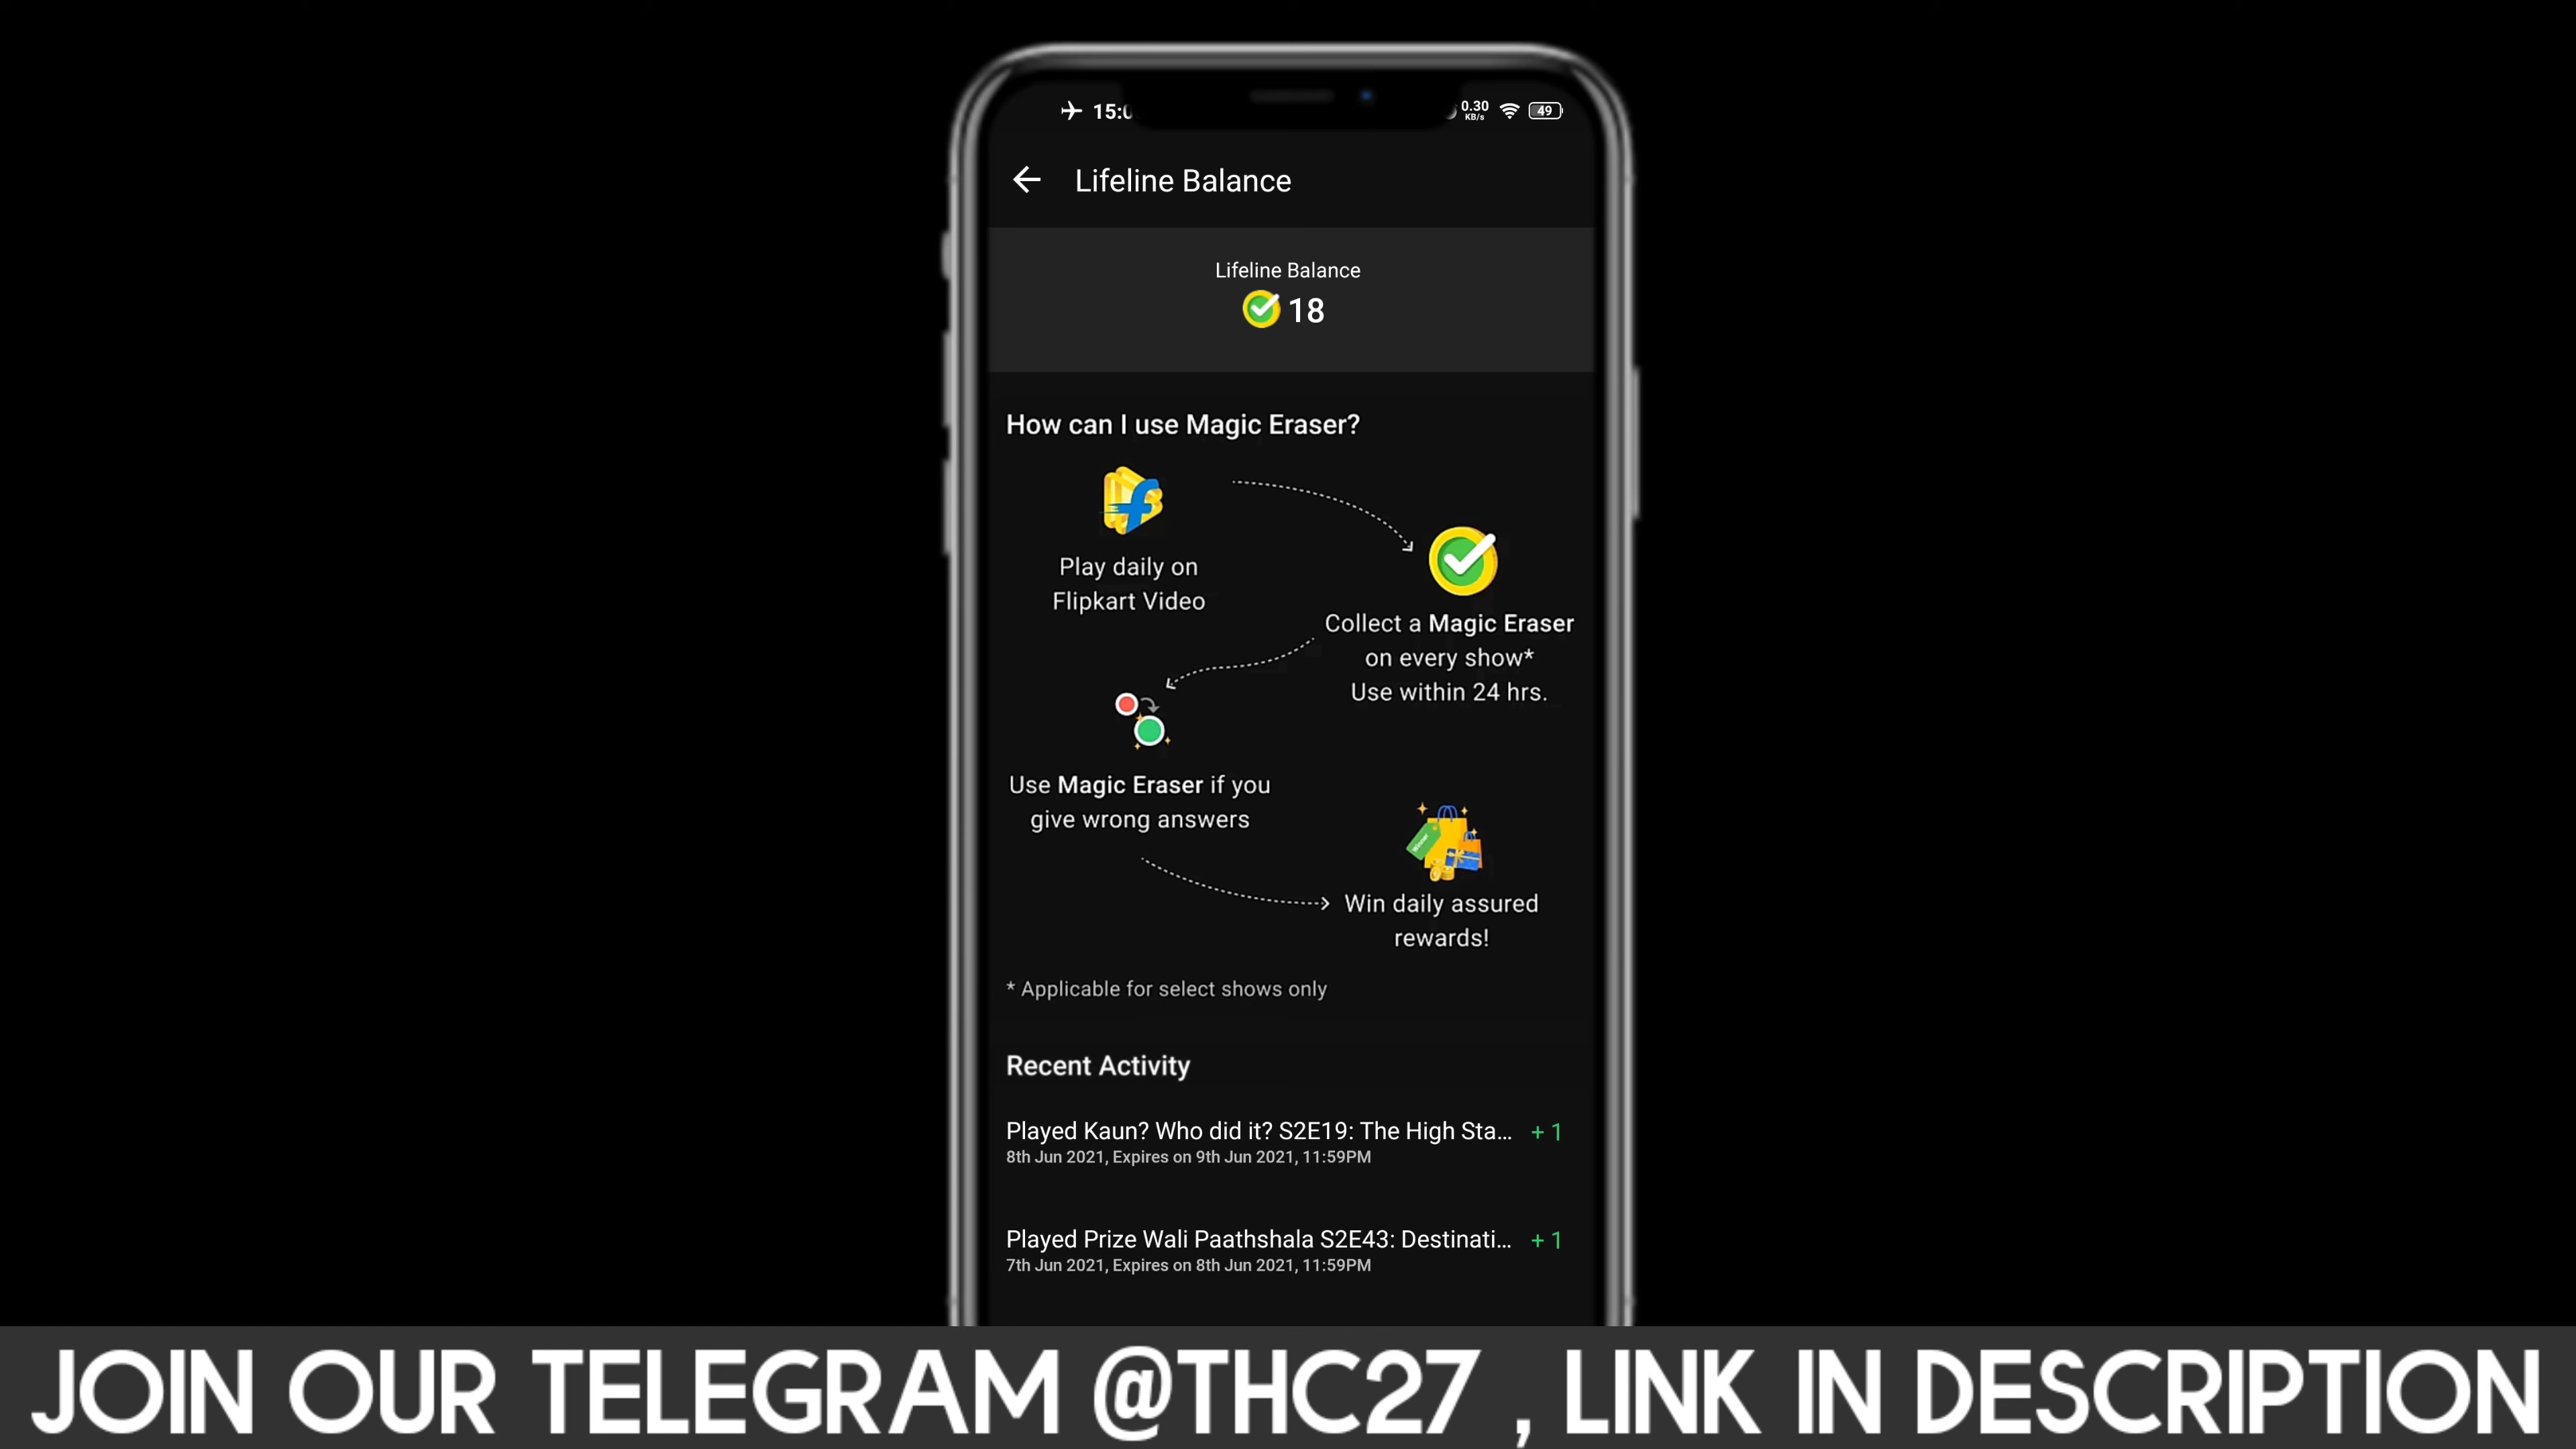 15:0
0.30
KB/s
49
Lifeline Balance
Lifeline Balance
18
How can I use Magic Eraser?
Play daily on
Flipkart Video
Collect a Magic Eraser
on every show*
Use within 24 hrs.
Use Magic Eraser if you
give wrong answers
Winner
Win daily assured
rewards!
* Applicable for select shows only
Recent Activity
Played Kaun? Who did it? S2E19: The High Sta... + 1
8th Jun 2021, Expires on 9th Jun 2021, 11:59PM
Played Prize Wali Paathshala S2E43: Destinati... + 1
7th Jun 2021, Expires on 8th Jun 2021, 11:59PM
JOIN OUR TELEGRAM @THC27 , LINK IN DESCRIPTION